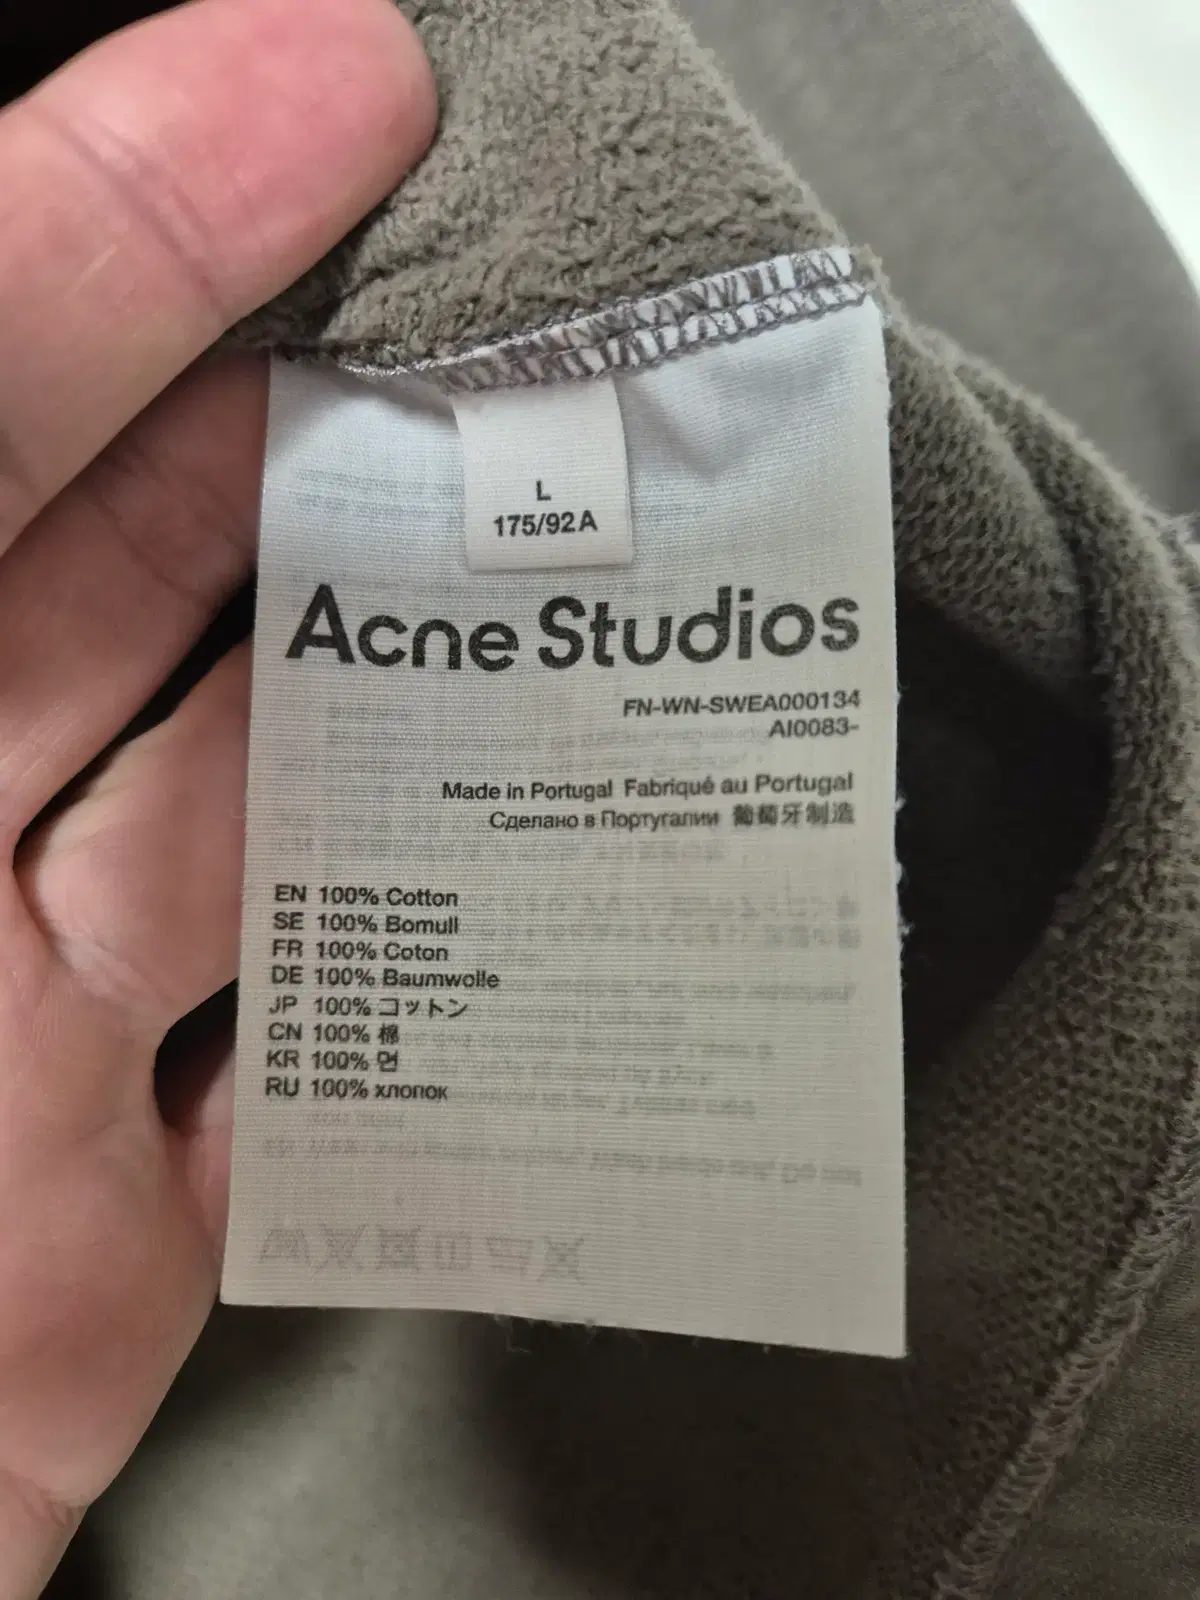 L
175/92A
Acne Studios
FN-WN-SWEA000134
AI0083-
Made in Portugal Fabriqué au Portugal
Сделано в Португалии 葡萄牙制造
EN 100% Cotton
SE 100% Bomull
FR 100% Coton
DE 100% Baumwolle
JP 100% コットン
CN 100% 棉
KR 100% 면
RU 100% хлопок